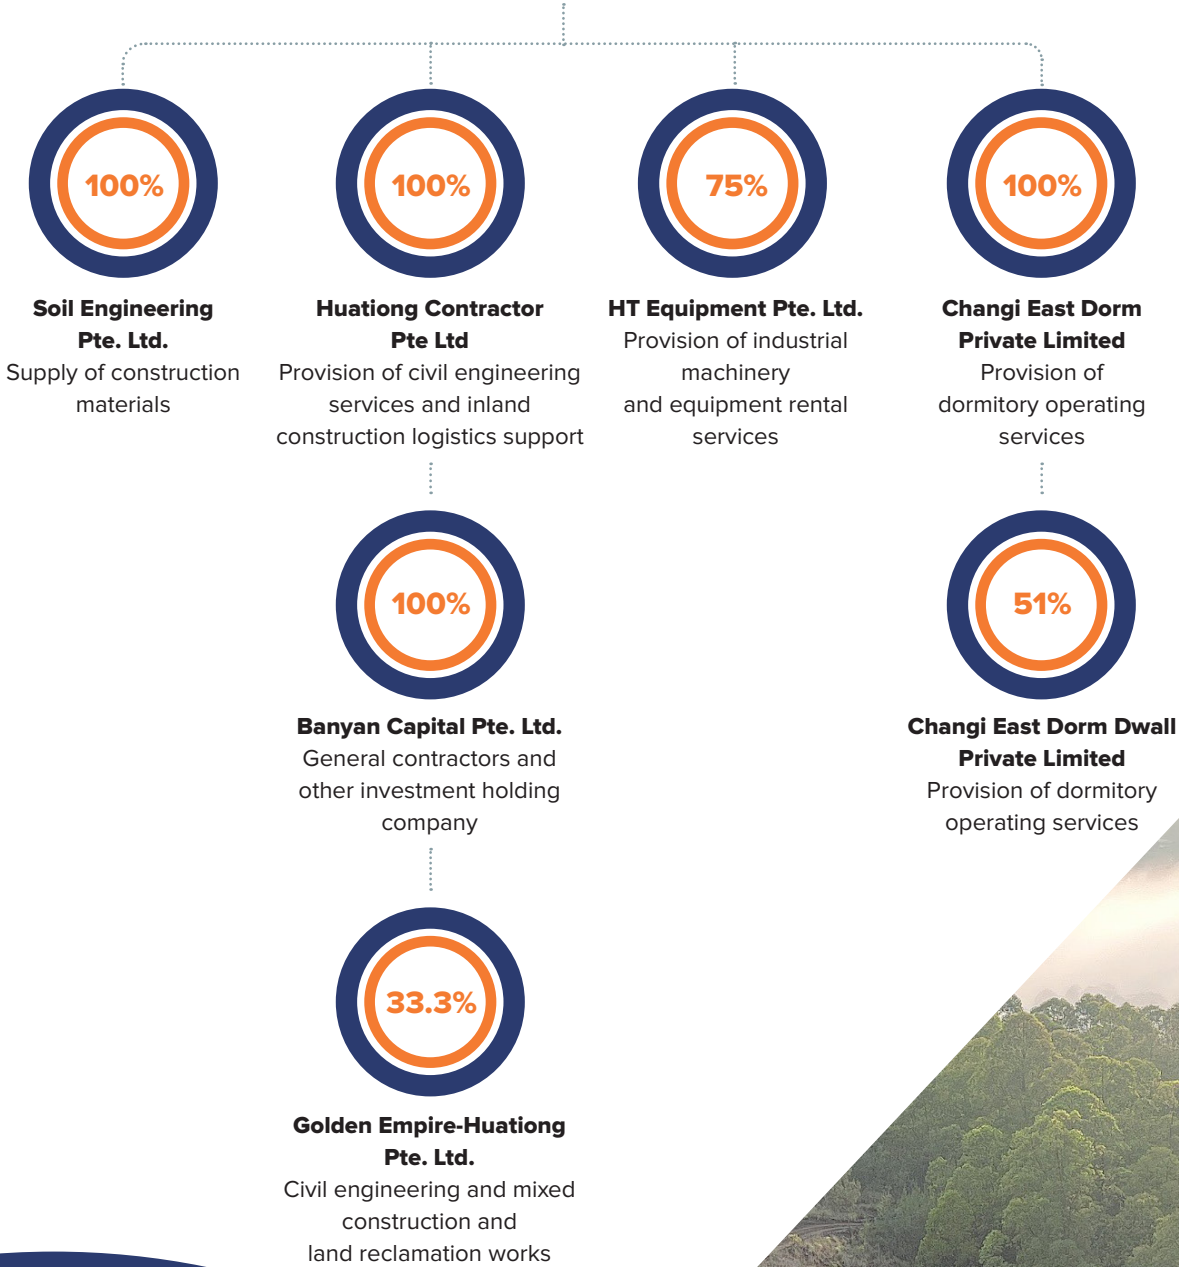 100%
Soil Engineering
Pte. Ltd.
Supply of construction
materials
100%
Huationg Contractor
Pte Ltd
Provision of civil engineering
services and inland
construction logistics support
75%
HT Equipment Pte. Ltd.
Provision of industrial
machinery
and equipment rental
services
100%
Changi East Dorm
Private Limited
Provision of
dormitory operating
services
100%
Banyan Capital Pte. Ltd.
General contractors and
other investment holding
company
51%
Changi East Dorm Dwall
Private Limited
Provision of dormitory
operating services
33.3%
Golden Empire-Huationg
Pte. Ltd.
Civil engineering and mixed
construction and
land reclamation works